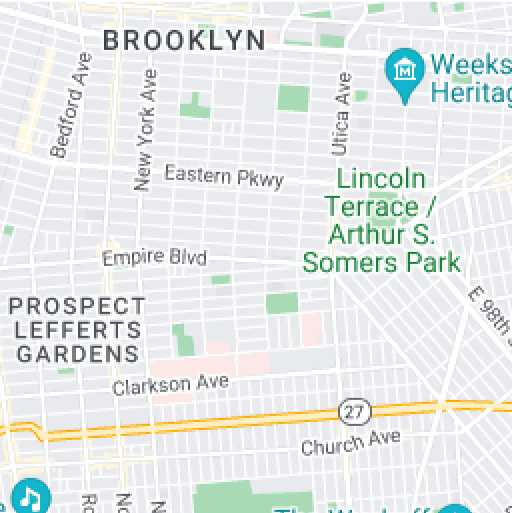 BROOKLYN
Weeks
Heritag
Bedford Ave
New York Ave
Utica Ave
Eastern Pkwy
Lincoln
Terrace /
Arthur S.
Somers Park
Empire Blvd
E 98th
PROSPECT
LEFFERTS
GARDENS
Clarkson Ave
27
Church Ave